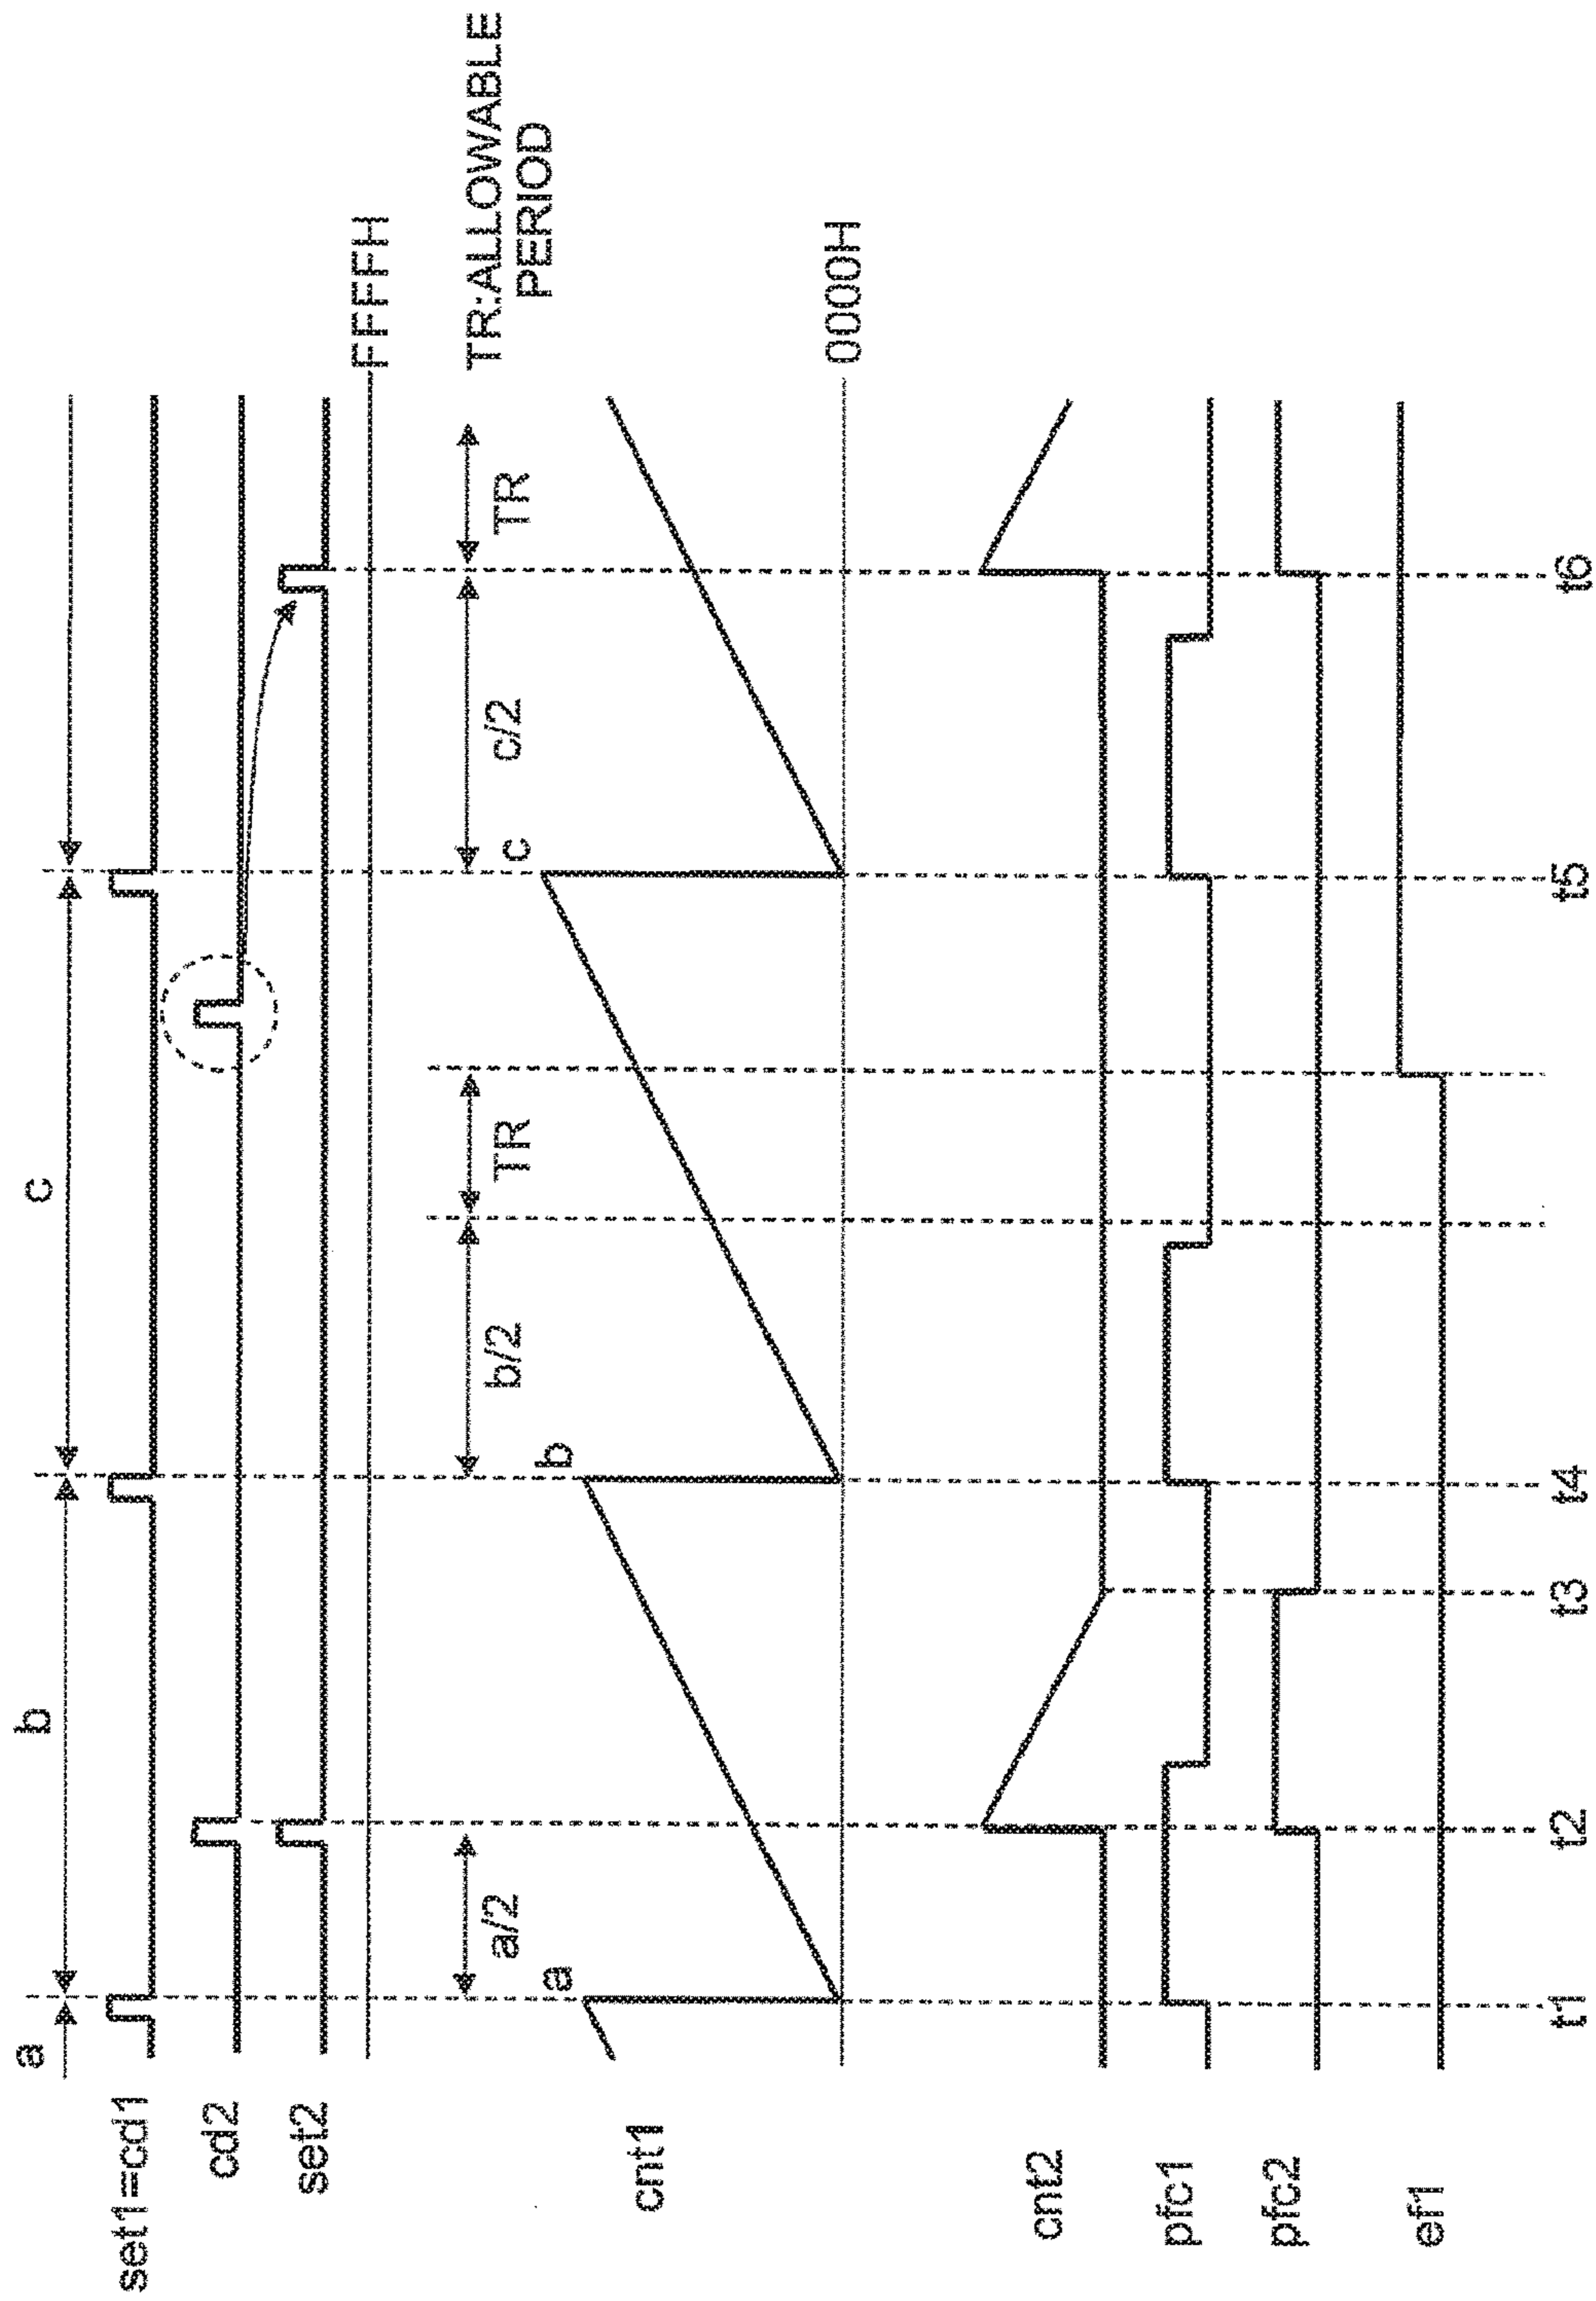 a
b
c
set1=cd1
cd2
set2
FFFFH
a/2
b/2
TR
c/2
TR
TR:ALLOWABLE
PERIOD
a
b
c
cnt1
0000H
cnt2
pfc1
pfc2
ef1
t1
t2
t3
t4
t5
t6